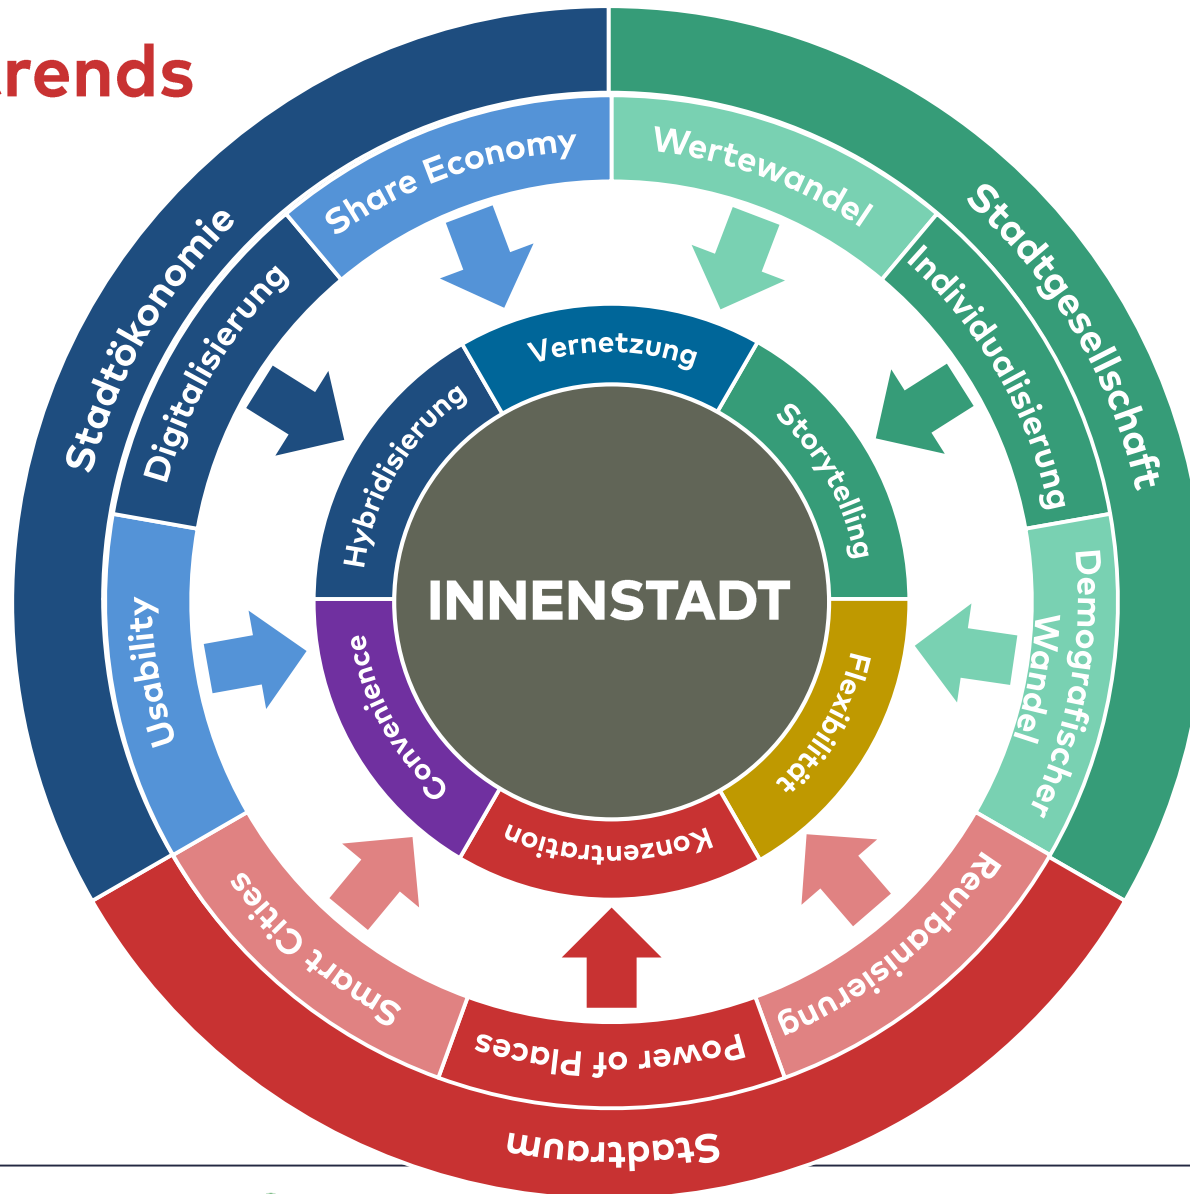 rends
Stadtökonomie
Stadtgesellschaft
Stadtraum
Share Economy
Wertewandel
Individualisierung
Demografischer
Wandel
Reurbanisierung
Power of Places
Smart Cities
Usability
Digitalisierung
Vernetzung
Storytelling
Flexibilität
Konzentration
Convenience
Hybridisierung
INNENSTADT